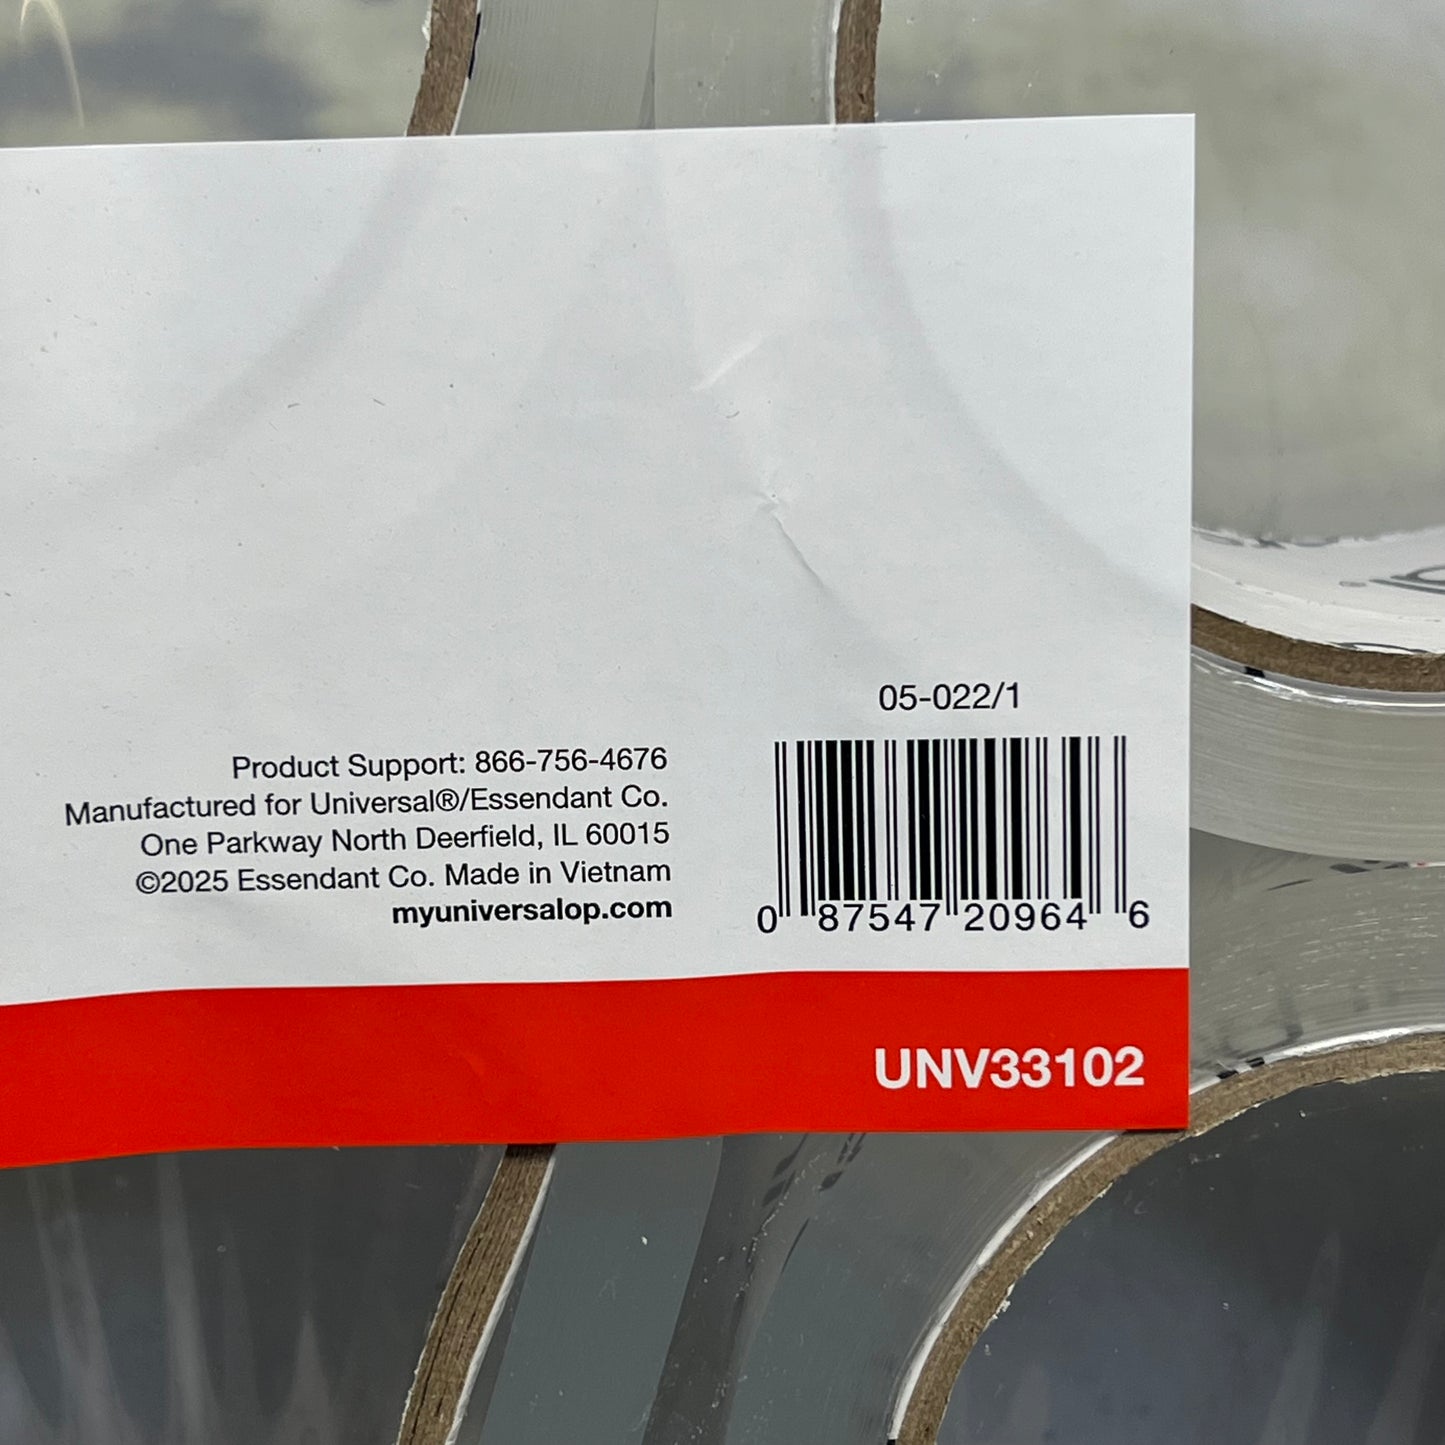 05-022/1
Product Support: 866-756-4676
Manufactured for Universal®/Essendant Co.
One Parkway North Deerfield, IL 60015
©2025 Essendant Co. Made in Vietnam
myuniversalop.com
0 87547 20964 6
UNV33102